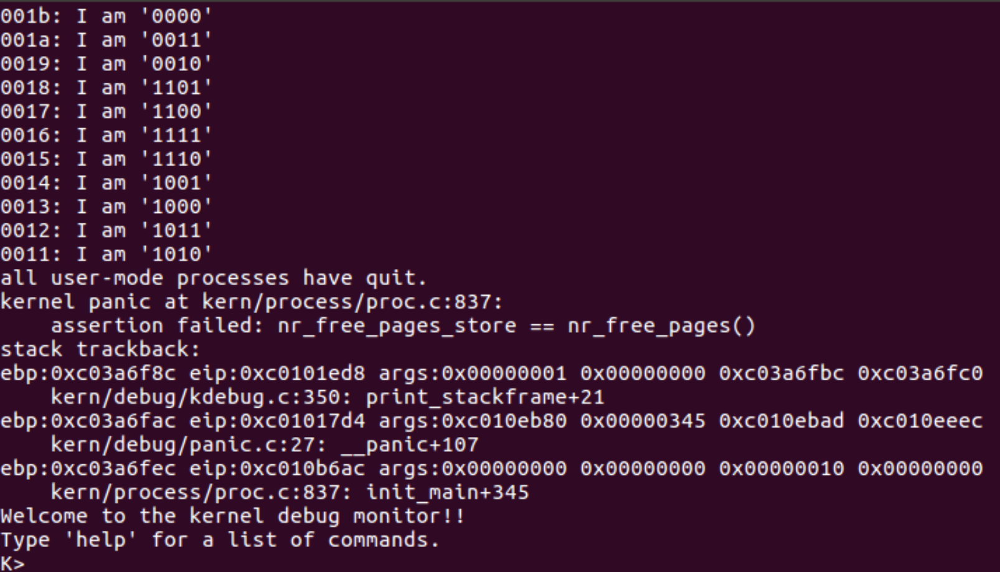 001b: I am '0000'
001a: I am '0011'
0019: I am '0010'
0018: I am '1101'
0017: I am '1100'
0016: I am '1111'
0015: I am '1110'
0014: I am '1001'
0013: I am '1000'
0012: I am '1011'
0011: I am '1010'
all user-mode processes have quit.
kernel panic at kern/process/proc.c:837:
    assertion failed: nr_free_pages_store == nr_free_pages()
stack trackback:
ebp:0xc03a6f8c eip:0xc0101ed8 args:0x00000001 0x00000000 0xc03a6fbc 0xc03a6fc0
    kern/debug/kdebug.c:350: print_stackframe+21
ebp:0xc03a6fac eip:0xc01017d4 args:0xc010eb80 0x00000345 0xc010ebad 0xc010eeec
    kern/debug/panic.c:27: __panic+107
ebp:0xc03a6fec eip:0xc010b6ac args:0x00000000 0x00000000 0x00000010 0x00000000
    kern/process/proc.c:837: init_main+345
Welcome to the kernel debug monitor!!
Type 'help' for a list of commands.
K>